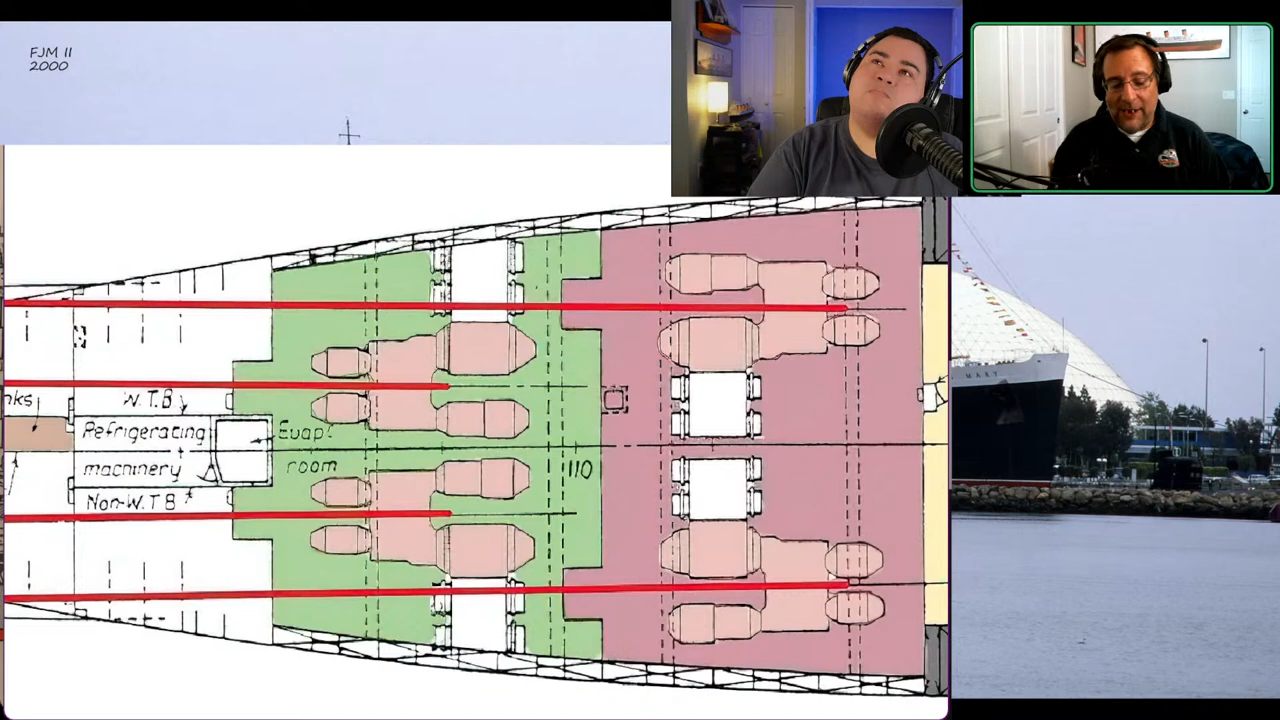 FJM II
2000
nks
W.T.B
Refrigerating
machinery
Non-W.T B
Evap.
room
110
MARY